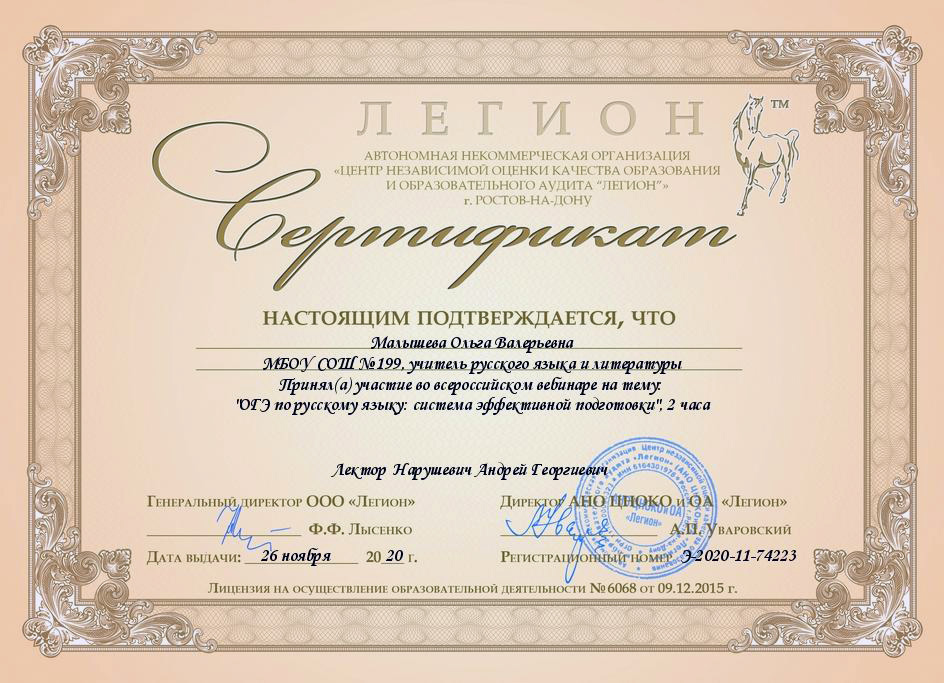 ЛЕГИОН
TM
АВТОНОМНАЯ НЕКОММЕРЧЕСКАЯ ОРГАНИЗАЦИЯ
«ЦЕНТР НЕЗАВИСИМОЙ ОЦЕНКИ КАЧЕСТВА ОБРАЗОВАНИЯ
И ОБРАЗОВАТЕЛЬНОГО АУДИТА "ЛЕГИОН"»
г. РОСТОВ-НА-ДОНУ
Сертификат
НАСТОЯЩИМ ПОДТВЕРЖДАЕТСЯ, ЧТО
Малышева Ольга Валерьевна
МБОУ СОШ №199, учитель русского языка и литературы
Принял(а) участие во всероссийском вебинаре на тему:
"ОГЭ по русскому языку: система эффективной подготовки", 2 часа
Лектор Нарушевич Андрей Георгиевич
Генеральный директор ООО «Легион»
Ф.Ф. Лысенко
Директор АНО ЦНОКО и ОА «Легион»
А.П. Уваровский
Дата выдачи: 26 ноября 20 20 г.
Регистрационный номер Э-2020-11-74223
Лицензия на осуществление образовательной деятельности №6068 от 09.12.2015 г.